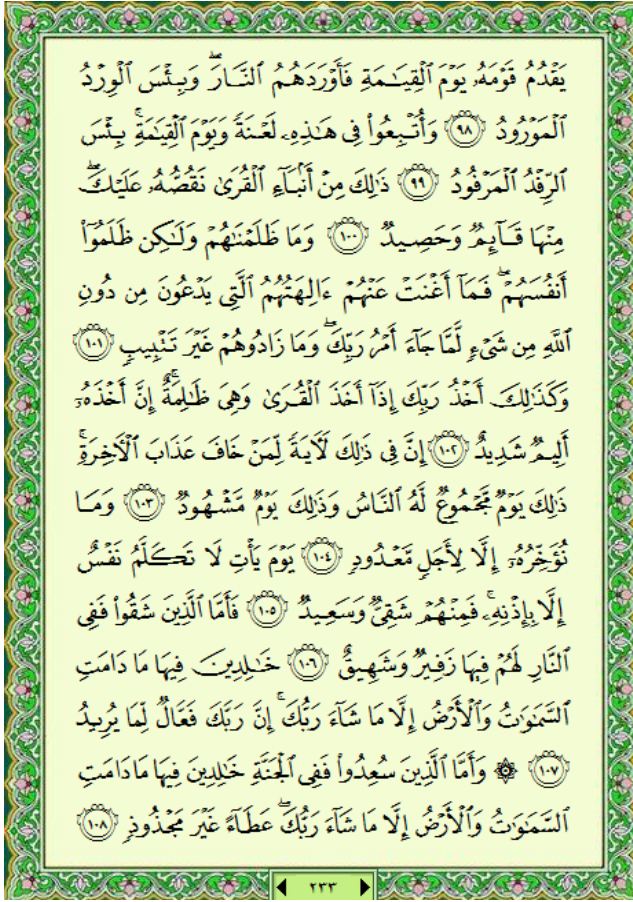 يَقْدُمُ قَوْمَهُۥ يَوْمَ ٱلْقِيَـٰمَةِ فَأَوْرَدَهُمُ ٱلنَّارَ ۖ وَبِئْسَ ٱلْوِرْدُ
ٱلْمَوْرُودُ ﴿٩٨﴾ وَأُتْبِعُوا۟ فِى هَـٰذِهِۦ لَعْنَةً وَيَوْمَ ٱلْقِيَـٰمَةِ ۚ بِئْسَ
ٱلرِّفْدُ ٱلْمَرْفُودُ ﴿٩٩﴾ ذَٰلِكَ مِنْ أَنۢبَآءِ ٱلْقُرَىٰ نَقُصُّهُۥ عَلَيْكَ ۖ
مِنْهَا قَآئِمٌ وَحَصِيدٌ ﴿١٠٠﴾ وَمَا ظَلَمْنَـٰهُمْ وَلَـٰكِن ظَلَمُوٓا۟
أَنفُسَهُمْ ۖ فَمَآ أَغْنَتْ عَنْهُمْ ءَالِهَتُهُمُ ٱلَّتِى يَدْعُونَ مِن دُونِ
ٱللَّهِ مِن شَىْءٍ لَّمَّا جَآءَ أَمْرُ رَبِّكَ ۖ وَمَا زَادُوهُمْ غَيْرَ تَتْبِيبٍ ﴿١٠١﴾
وَكَذَٰلِكَ أَخْذُ رَبِّكَ إِذَآ أَخَذَ ٱلْقُرَىٰ وَهِىَ ظَـٰلِمَةٌ ۚ إِنَّ أَخْذَهُۥٓ
أَلِيمٌ شَدِيدٌ ﴿١٠٢﴾ إِنَّ فِى ذَٰلِكَ لَـَٔايَةً لِّمَنْ خَافَ عَذَابَ ٱلْـَٔاخِرَةِ ۚ
ذَٰلِكَ يَوْمٌ مَّجْمُوعٌ لَّهُ ٱلنَّاسُ وَذَٰلِكَ يَوْمٌ مَّشْهُودٌ ﴿١٠٣﴾ وَمَا
نُؤَخِّرُهُۥٓ إِلَّا لِأَجَلٍ مَّعْدُودٍ ﴿١٠٤﴾ يَوْمَ يَأْتِ لَا تَكَلَّمُ نَفْسٌ
إِلَّا بِإِذْنِهِۦ ۚ فَمِنْهُمْ شَقِىٌّ وَسَعِيدٌ ﴿١٠٥﴾ فَأَمَّا ٱلَّذِينَ شَقُوا۟ فَفِى
ٱلنَّارِ لَهُمْ فِيهَا زَفِيرٌ وَشَهِيقٌ ﴿١٠٦﴾ خَـٰلِدِينَ فِيهَا مَا دَامَتِ
ٱلسَّمَـٰوَٰتُ وَٱلْأَرْضُ إِلَّا مَا شَآءَ رَبُّكَ ۚ إِنَّ رَبَّكَ فَعَّالٌ لِّمَا يُرِيدُ
﴿١٠٧﴾ ۞ وَأَمَّا ٱلَّذِينَ سُعِدُوا۟ فَفِى ٱلْجَنَّةِ خَـٰلِدِينَ فِيهَا مَا دَامَتِ
ٱلسَّمَـٰوَٰتُ وَٱلْأَرْضُ إِلَّا مَا شَآءَ رَبُّكَ ۖ عَطَآءً غَيْرَ مَجْذُوذٍ ﴿١٠٨﴾
٢٣٣